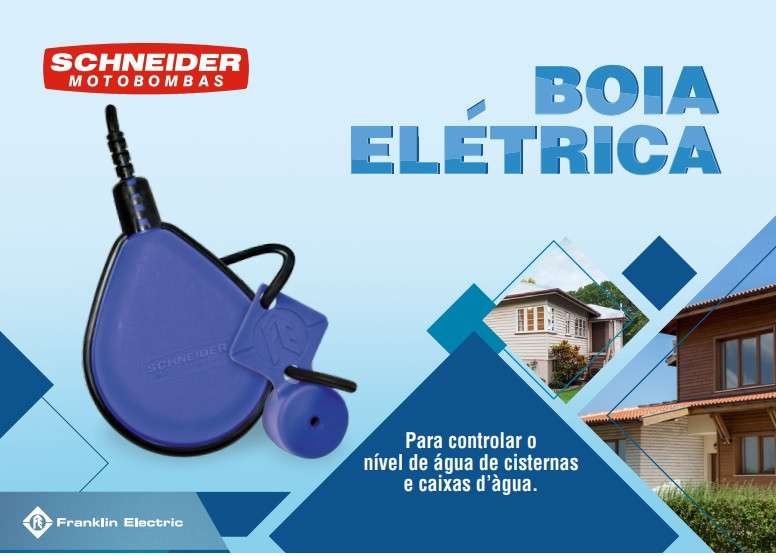 SCHNEIDER
MOTOBOMBAS
BOIA
ELÉTRICA
SCHNEIDER
Para controlar o
nível de água de cisternas
e caixas d'àgua.
Franklin Electric